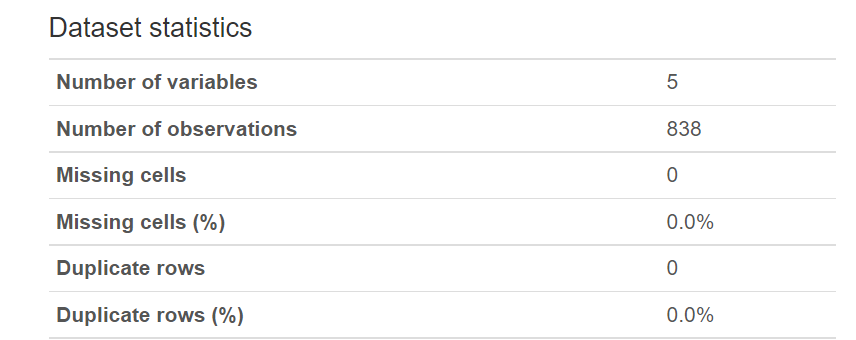 Dataset statistics
Number of variables 5
Number of observations 838
Missing cells 0
Missing cells (%) 0.0%
Duplicate rows 0
Duplicate rows (%) 0.0%